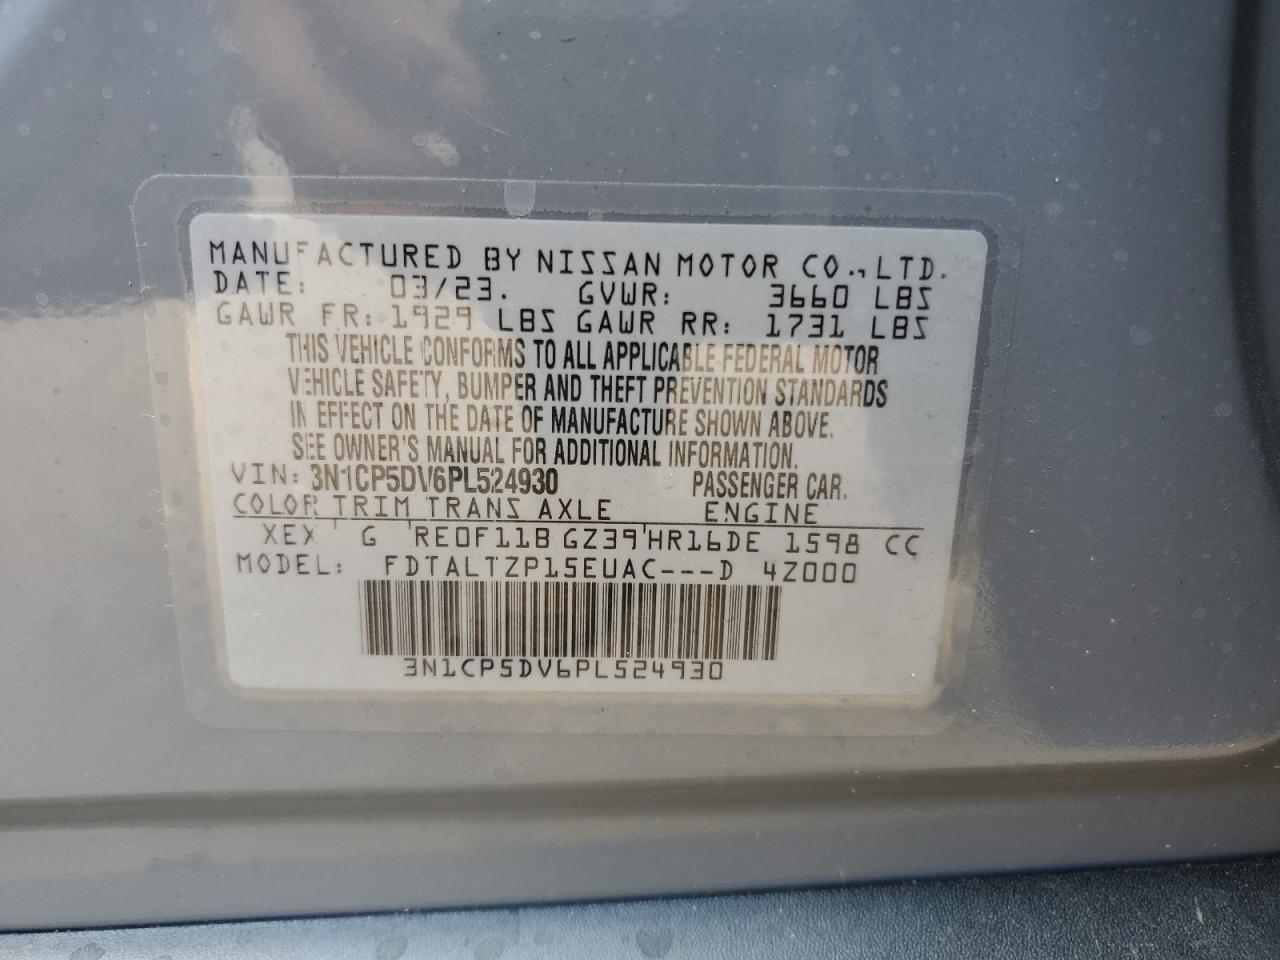 MANUFACTURED BY NISSAN MOTOR CO., LTD.
DATE: 03/23. GVWR: 3660 LBS
GAWR FR: 1929 LBS GAWR RR: 1731 LBS
THIS VEHICLE CONFORMS TO ALL APPLICABLE FEDERAL MOTOR
VEHICLE SAFETY, BUMPER AND THEFT PREVENTION STANDARDS
IN EFFECT ON THE DATE OF MANUFACTURE SHOWN ABOVE.
SEE OWNER'S MANUAL FOR ADDITIONAL INFORMATION.
VIN: 3N1CP5DV6PL524930 PASSENGER CAR.
COLOR TRIM TRANS AXLE ENGINE
XEX G RE0F11B GZ39 HR16DE 1598 CC
MODEL: FDTALTZP15EUAC---D 4Z000
3N1CP5DV6PL524930